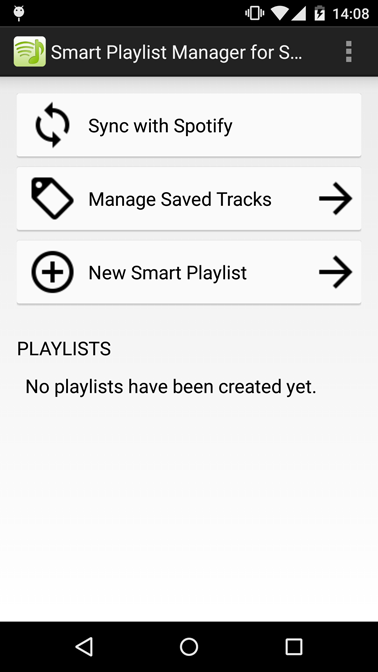 14:08
Smart Playlist Manager for S...
Sync with Spotify
Manage Saved Tracks
New Smart Playlist
PLAYLISTS
No playlists have been created yet.